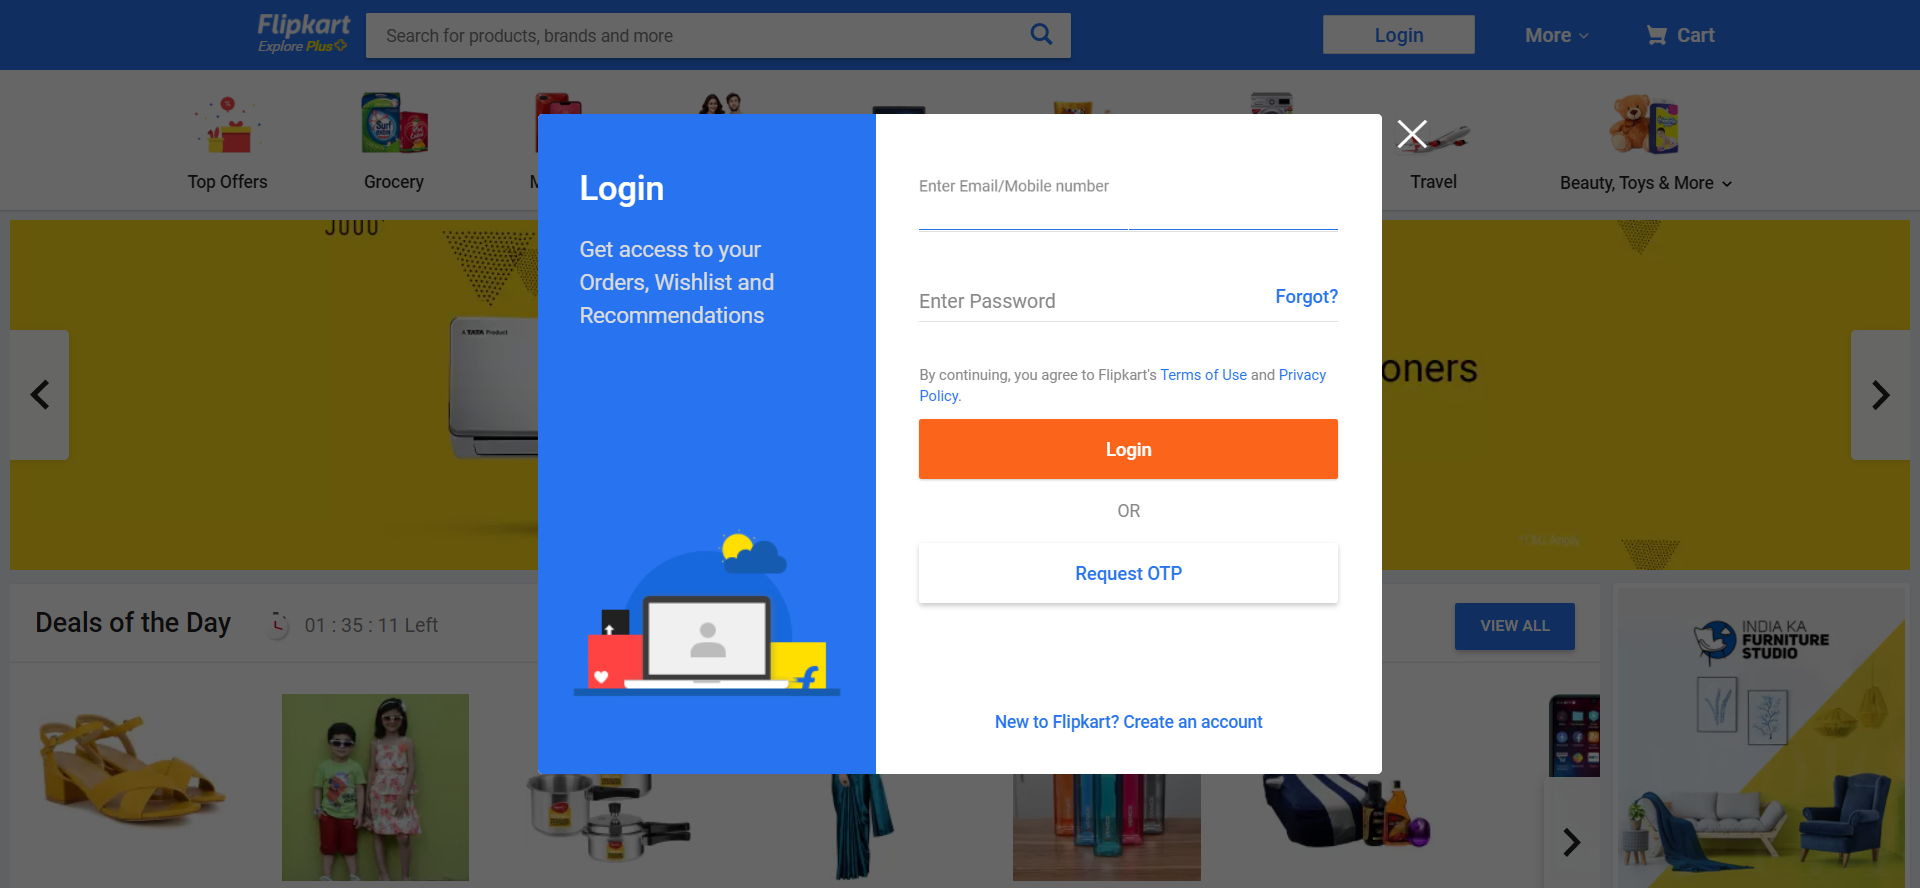 Flipkart
Explore Plus
Search for products, brands and more
Login
More
Cart
Top Offers
Grocery
M
Travel
Beauty, Toys & More
A TATA Product
oners
Login
Get access to your
Orders, Wishlist and
Recommendations
Enter Email/Mobile number
Enter Password
Forgot?
By continuing, you agree to Flipkart's Terms of Use and Privacy
Policy.
Login
OR
Request OTP
New to Flipkart? Create an account
Deals of the Day
01 : 35 : 11 Left
VIEW ALL
INDIA KA
FURNITURE
STUDIO